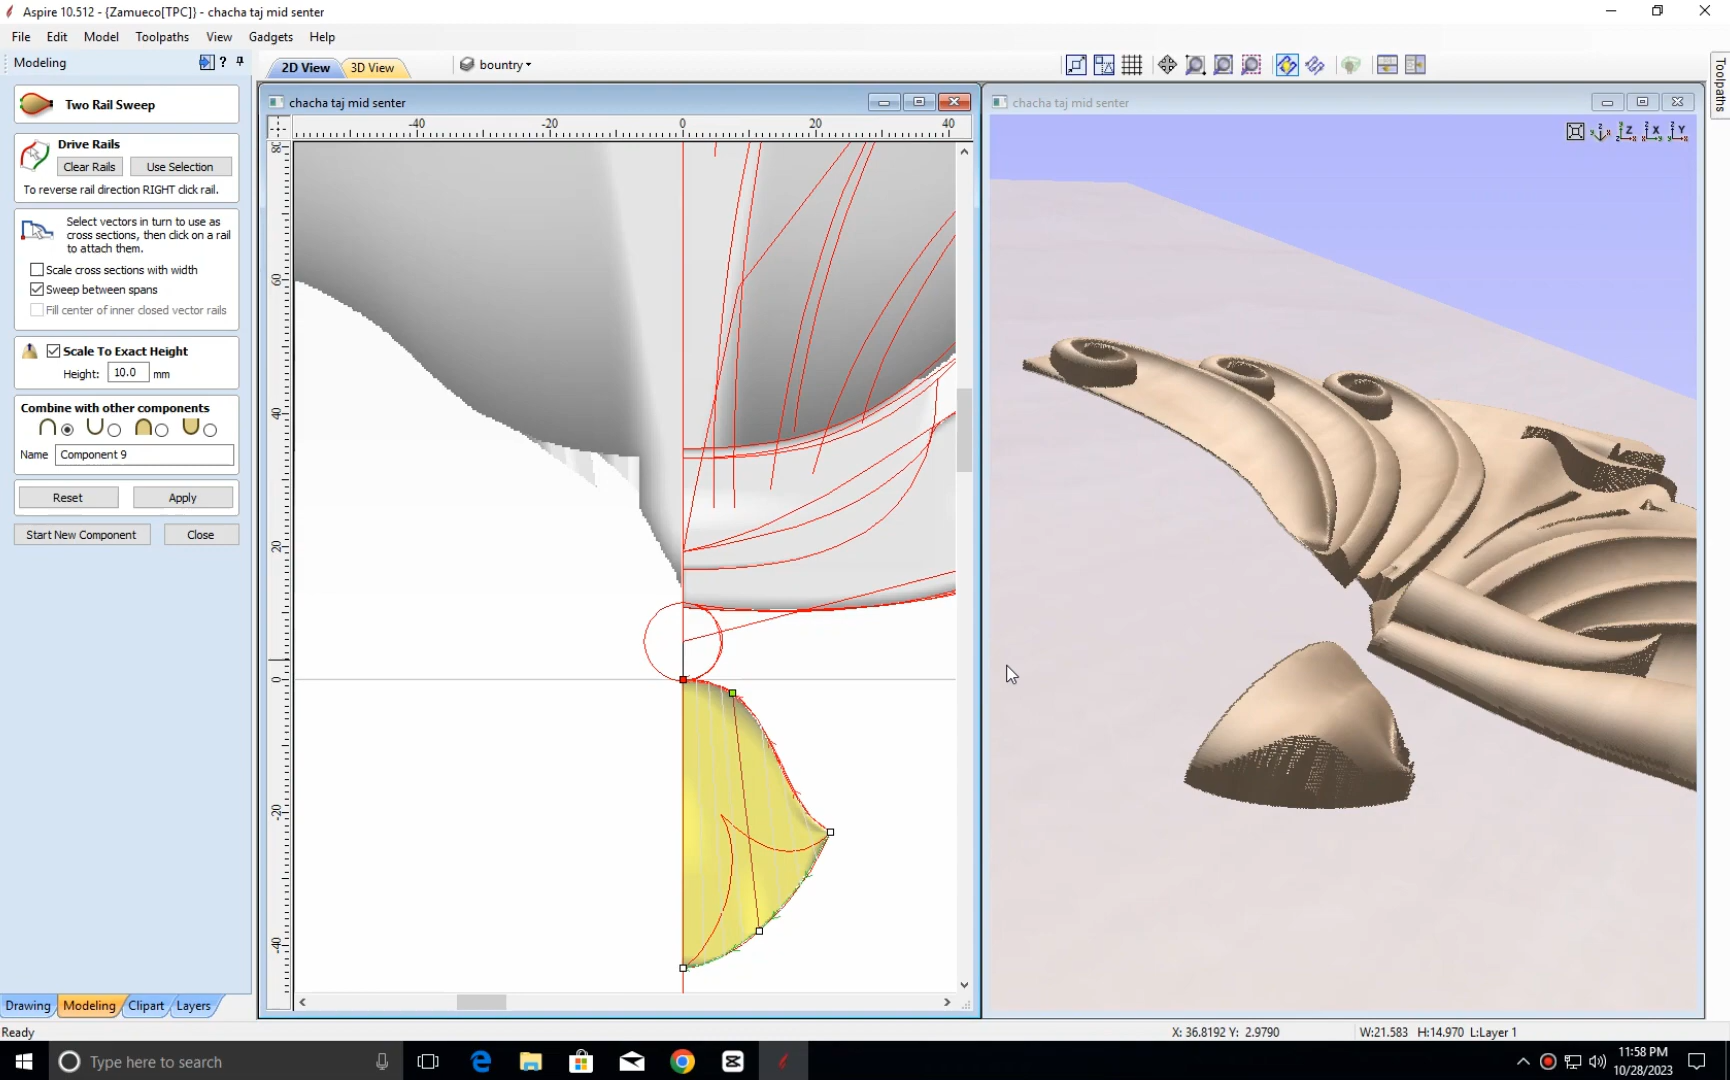 Aspire 10.512 - {Zamueco[TPC]} - chacha taj mid senter
File Edit Model Toolpaths View Gadgets Help
Modeling ?
2D View 3D View bountry
Toolpaths
Two Rail Sweep
Drive Rails
Clear Rails Use Selection
To reverse rail direction RIGHT click rail.
Select vectors in turn to use as
cross sections, then click on a rail
to attach them.
Scale cross sections with width
Sweep between spans
Fill center of inner closed vector rails
Scale To Exact Height
Height: 10.0 mm
Combine with other components
Name Component 9
Reset Apply
Start New Component Close
Drawing Modeling Clipart Layers
chacha taj mid senter
-40 -20 0 20 40
80
60
40
20
0
-20
-40
chacha taj mid senter
Z X Y
Ready
X: 36.8192 Y: 2.9790
W:21.583 H:14.970 L:Layer 1
Type here to search
11:58 PM
10/28/2023